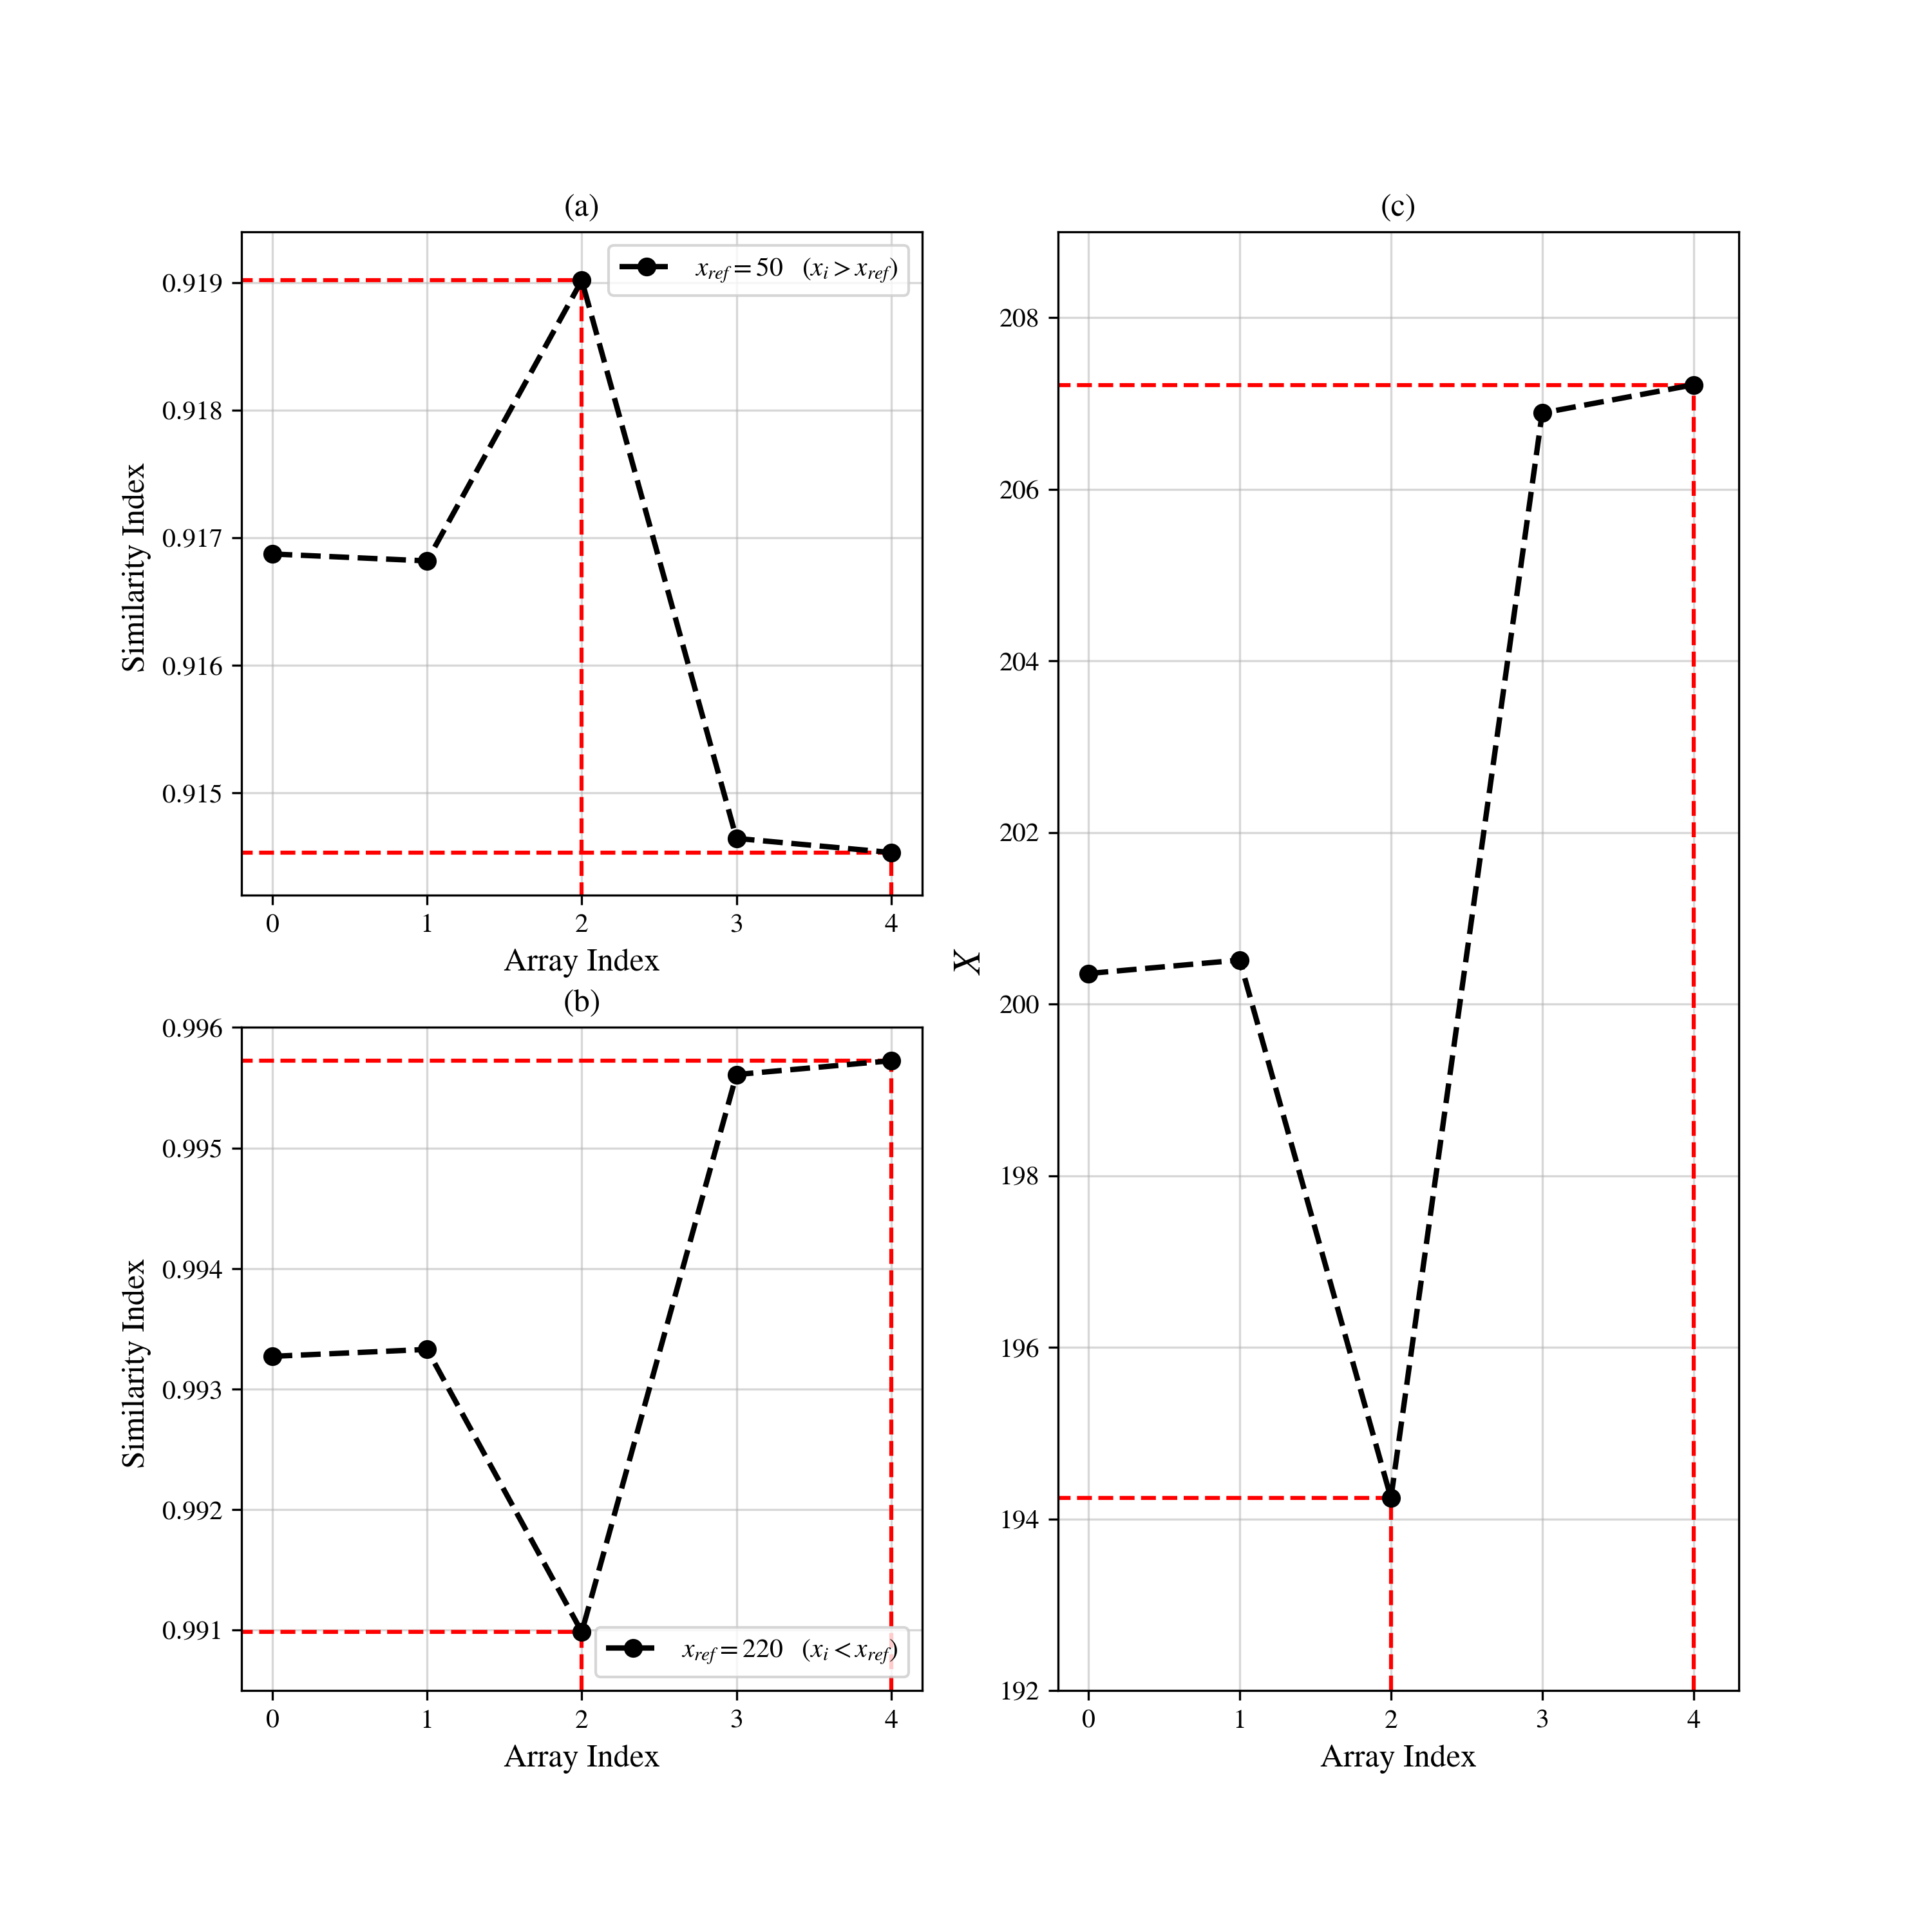 (a)
x_ref = 50 (x_i > x_ref)
0.919
0.918
0.917
0.916
0.915
Similarity Index
0 1 2 3 4
Array Index
(b)
0.996
0.995
0.994
0.993
0.992
0.991
Similarity Index
x_ref = 220 (x_i < x_ref)
0 1 2 3 4
Array Index
(c)
208
206
204
202
200
198
196
194
192
X
0 1 2 3 4
Array Index